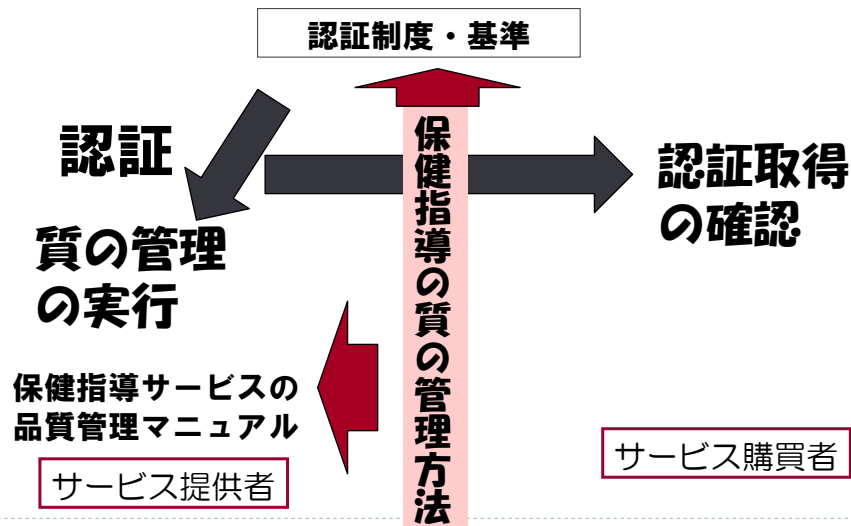 認証制度・基準
認証
保健指導の質の管理方法
認証取得
の確認
質の管理
の実行
保健指導サービスの
品質管理マニュアル
サービス提供者
サービス購買者